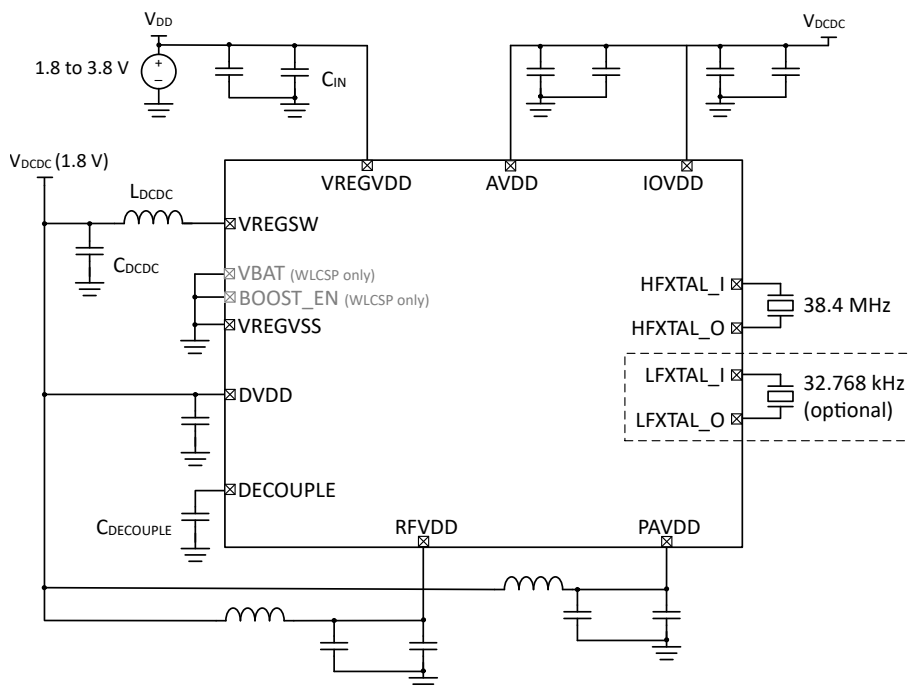 VDD
1.8 to 3.8 V
+
–
CIN
VDCDC
VDCDC (1.8 V)
LDCDC
CDCDC
VREGVDD
AVDD
IOVDD
VREGSW
VBAT (WLCSP only)
BOOST_EN (WLCSP only)
VREGVSS
HFXTAL_I
HFXTAL_O
38.4 MHz
LFXTAL_I
LFXTAL_O
32.768 kHz
(optional)
DVDD
DECOUPLE
CDECOUPLE
RFVDD
PAVDD